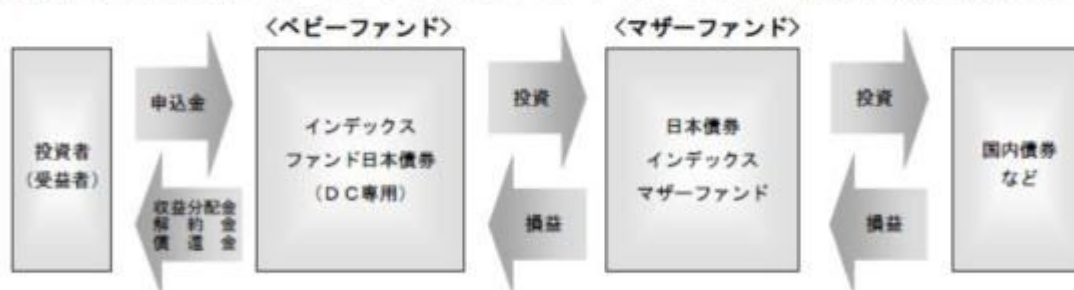 〈ベビーファンド〉
〈マザーファンド〉
投資者
(受益者)
申込金
収益分配金
解約金
償還金
インデックス
ファンド日本債券
(DC専用)
投資
損益
日本債券
インデックス
マザーファンド
投資
損益
国内債券
など